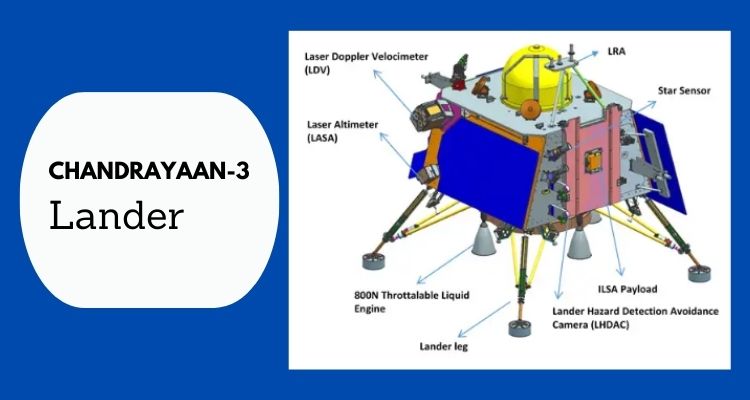 CHANDRAYAAN-3
Lander
Laser Doppler Velocimeter
(LDV)
LRA
Star Sensor
Laser Altimeter
(LASA)
800N Throttalable Liquid
Engine
ILSA Payload
Lander Hazard Detection Avoidance
Camera (LHDAC)
Lander leg